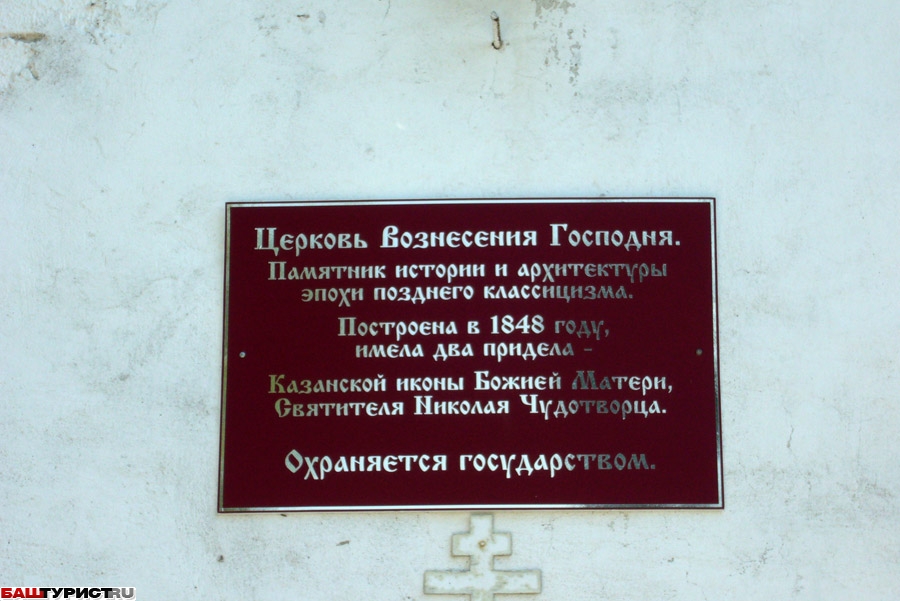 Церковь Вознесения Господня.
Памятник истории и архитектуры
эпохи позднего классицизма.
Построена в 1848 году,
имела два придела –
Казанской иконы Божией Матери,
Святителя Николая Чудотворца.
Охраняется государством.
БАШТУРИСТ.RU